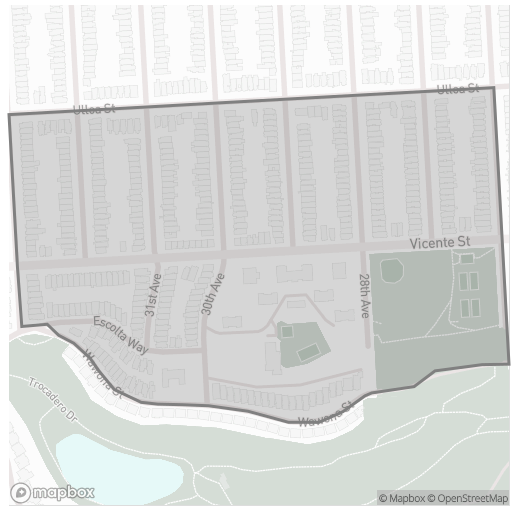 Ulloa St
Ulloa St
Vicente St
31st Ave
30th Ave
28th Ave
Escolta Way
Wawona St
Wawona St
Trocadero Dr
mapbox
© Mapbox © OpenStreetMap